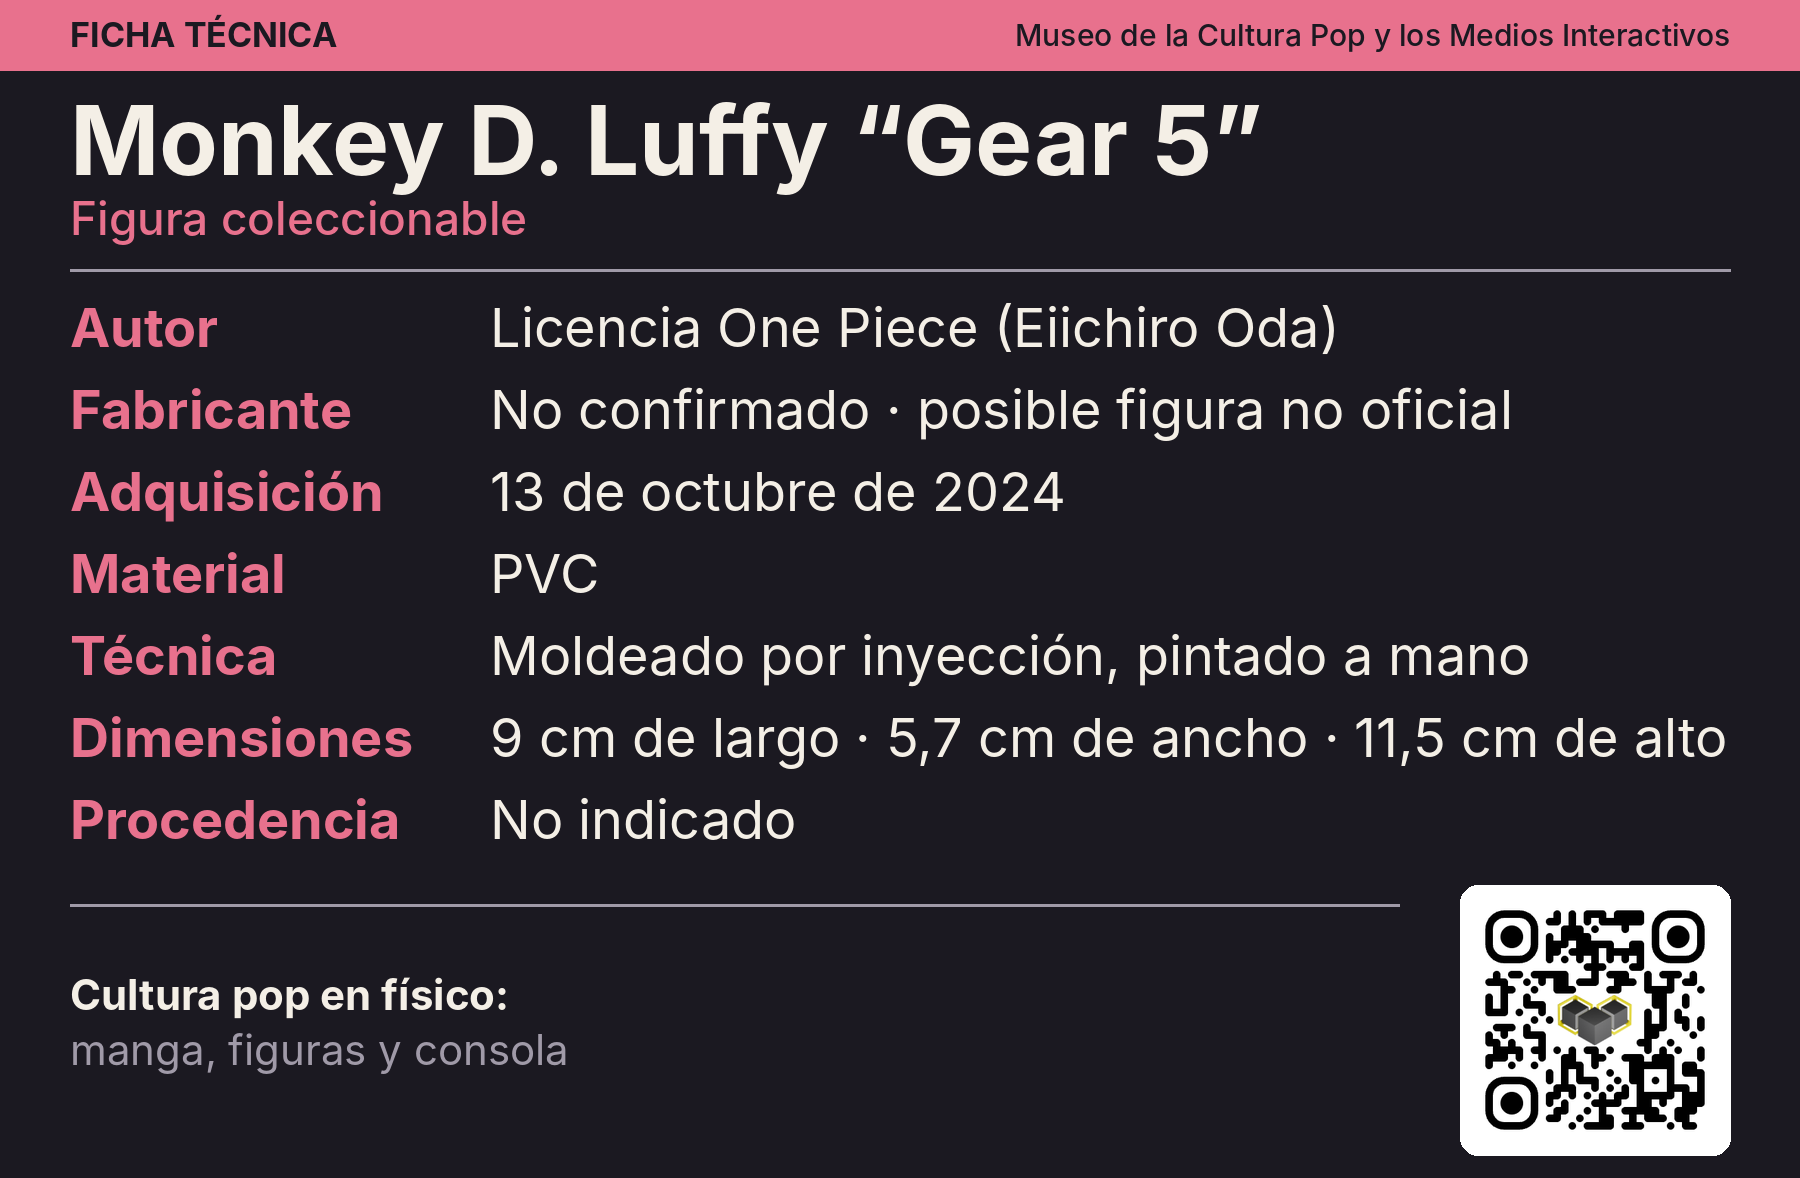 FICHA TÉCNICA
Museo de la Cultura Pop y los Medios Interactivos
Monkey D. Luffy “Gear 5”
Figura coleccionable
Autor Licencia One Piece (Eiichiro Oda)
Fabricante No confirmado · posible figura no oficial
Adquisición 13 de octubre de 2024
Material PVC
Técnica Moldeado por inyección, pintado a mano
Dimensiones 9 cm de largo · 5,7 cm de ancho · 11,5 cm de alto
Procedencia No indicado
Cultura pop en físico:
manga, figuras y consola